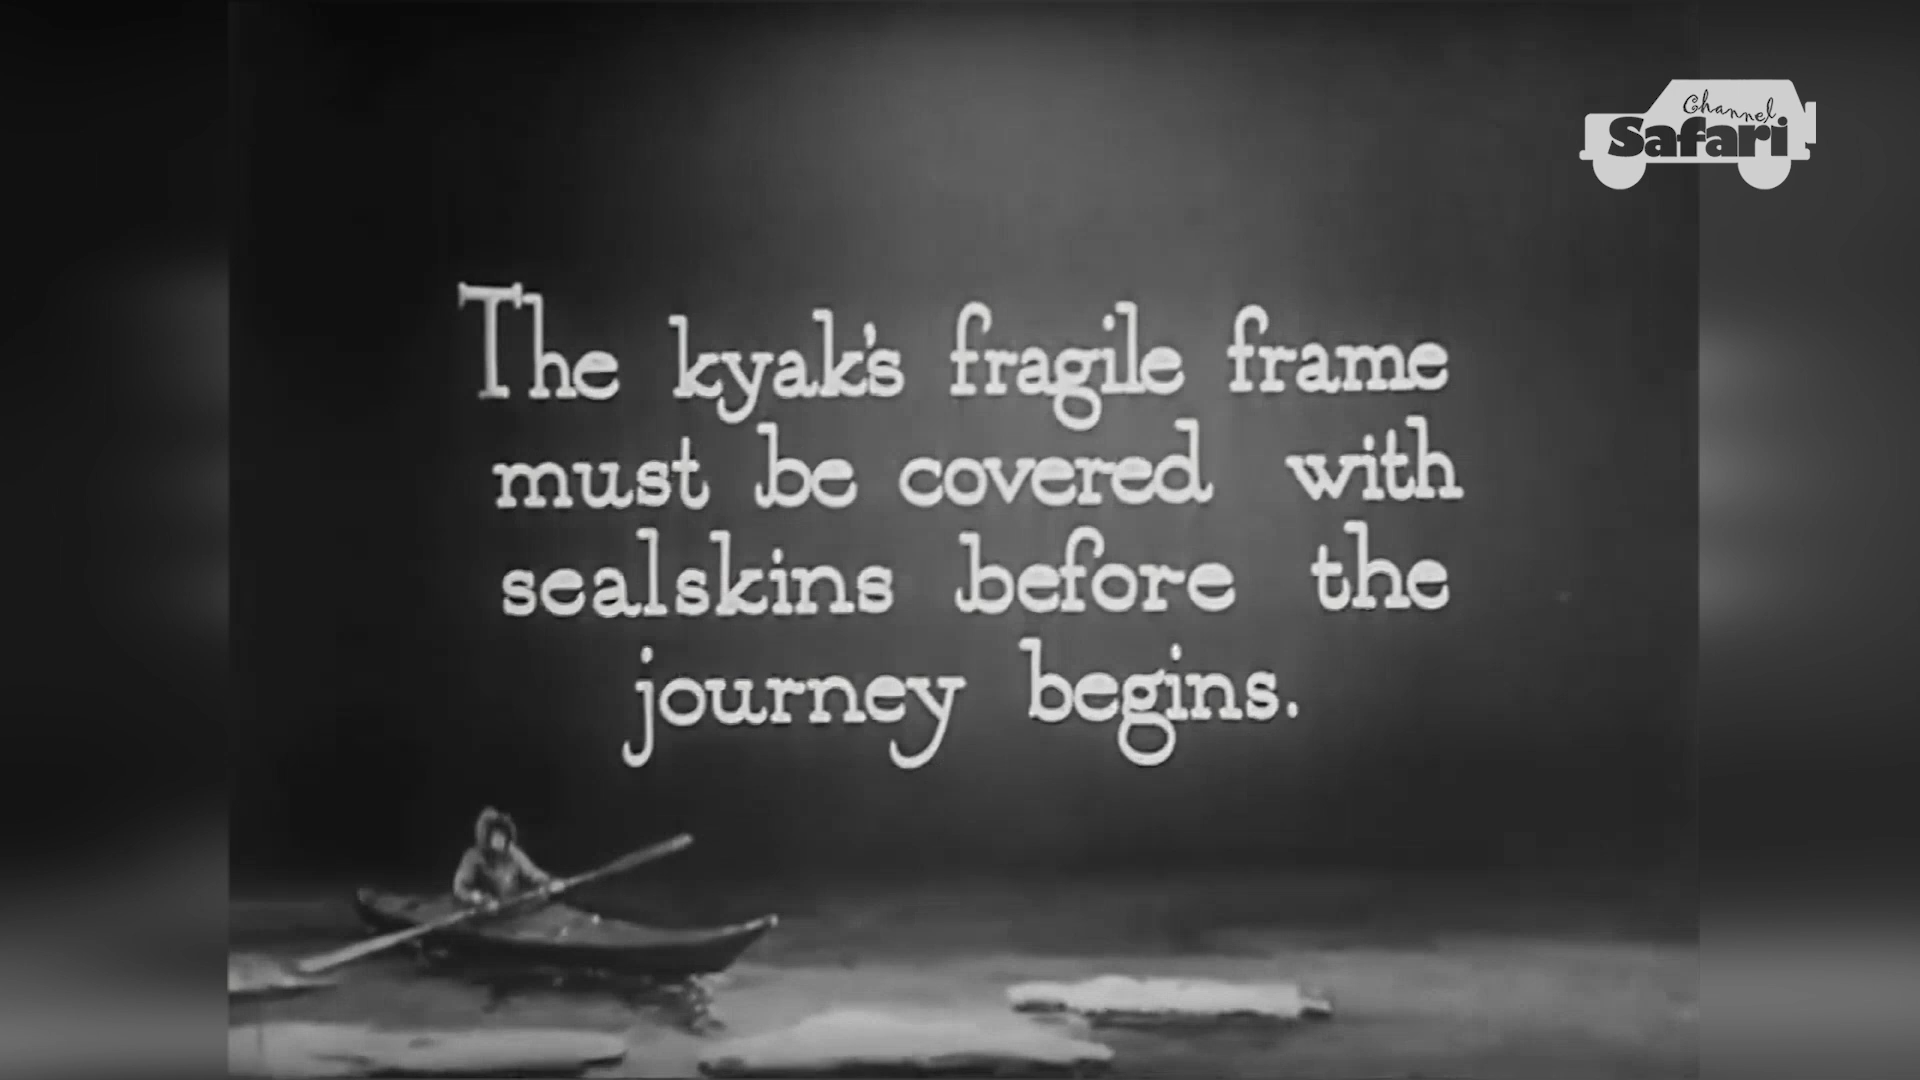 Channel
Safari
The kyak's fragile frame
must be covered with
sealskins before the
journey begins.